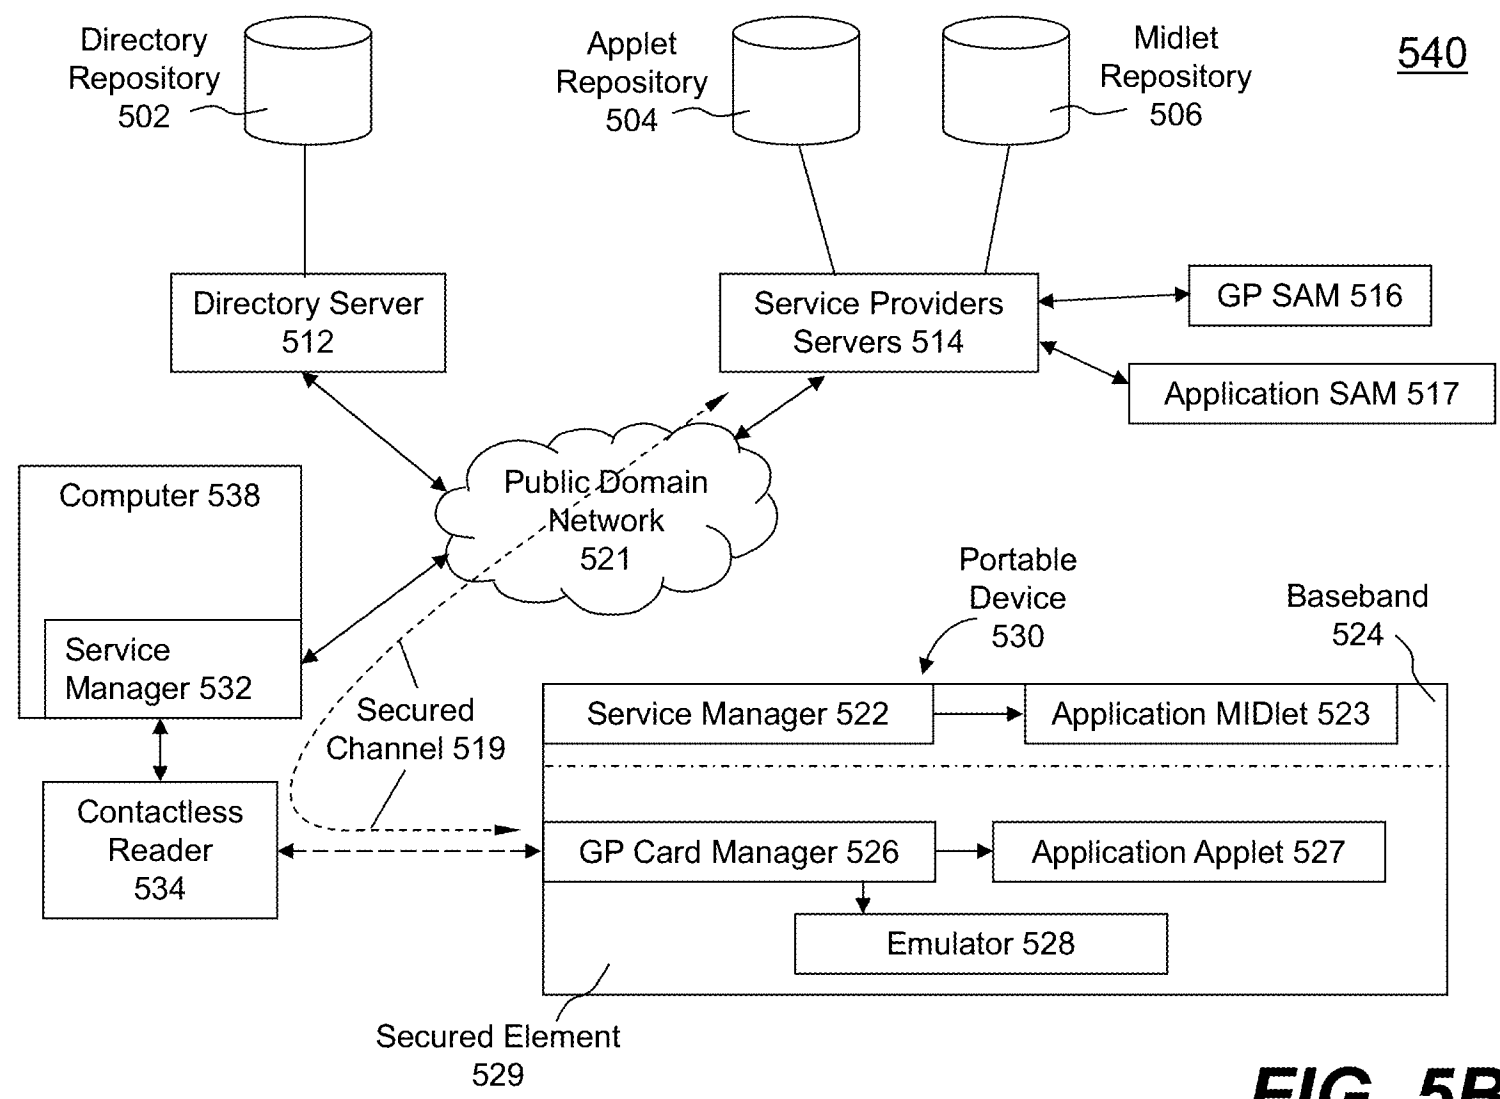 Directory
Repository
502
Applet
Repository
504
Midlet
Repository
506
540
Directory Server
512
Service Providers
Servers 514
GP SAM 516
Application SAM 517
Public Domain
Network
521
Computer 538
Service
Manager 532
Secured
Channel 519
Contactless
Reader
534
Portable
Device
530
Baseband
524
Service Manager 522
Application MIDlet 523
GP Card Manager 526
Application Applet 527
Emulator 528
Secured Element
529
FIG. 5B